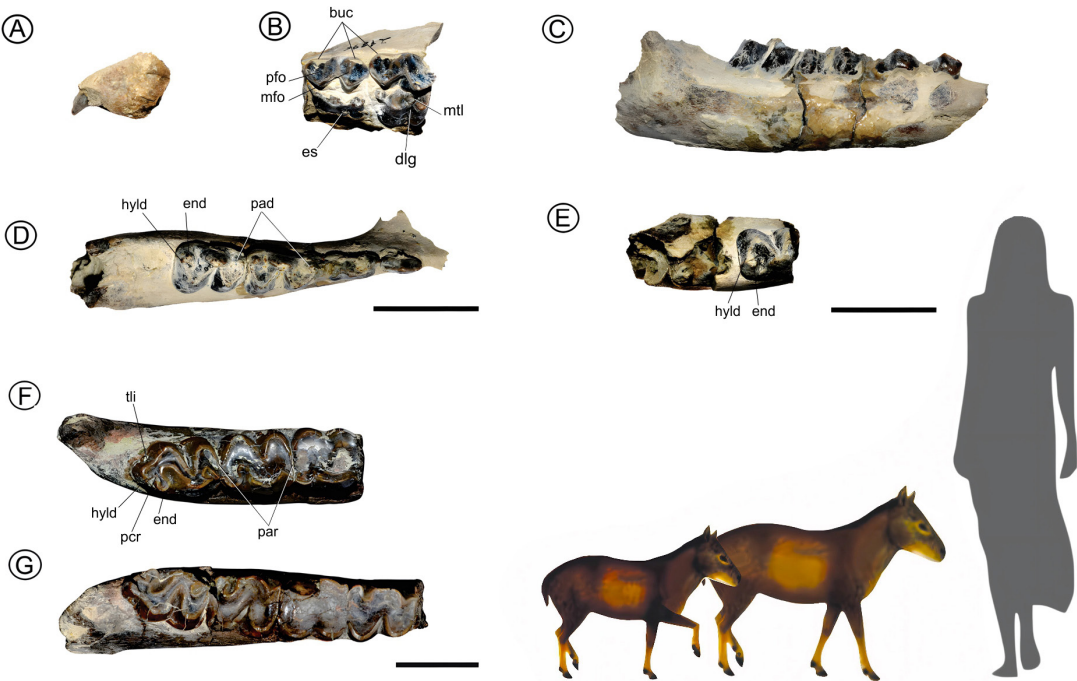 A
B
buc
pfo
mfo
es
dlg
mtl
C
D
hyld
end
pad
E
hyld
end
F
tli
hyld
pcr
end
par
G